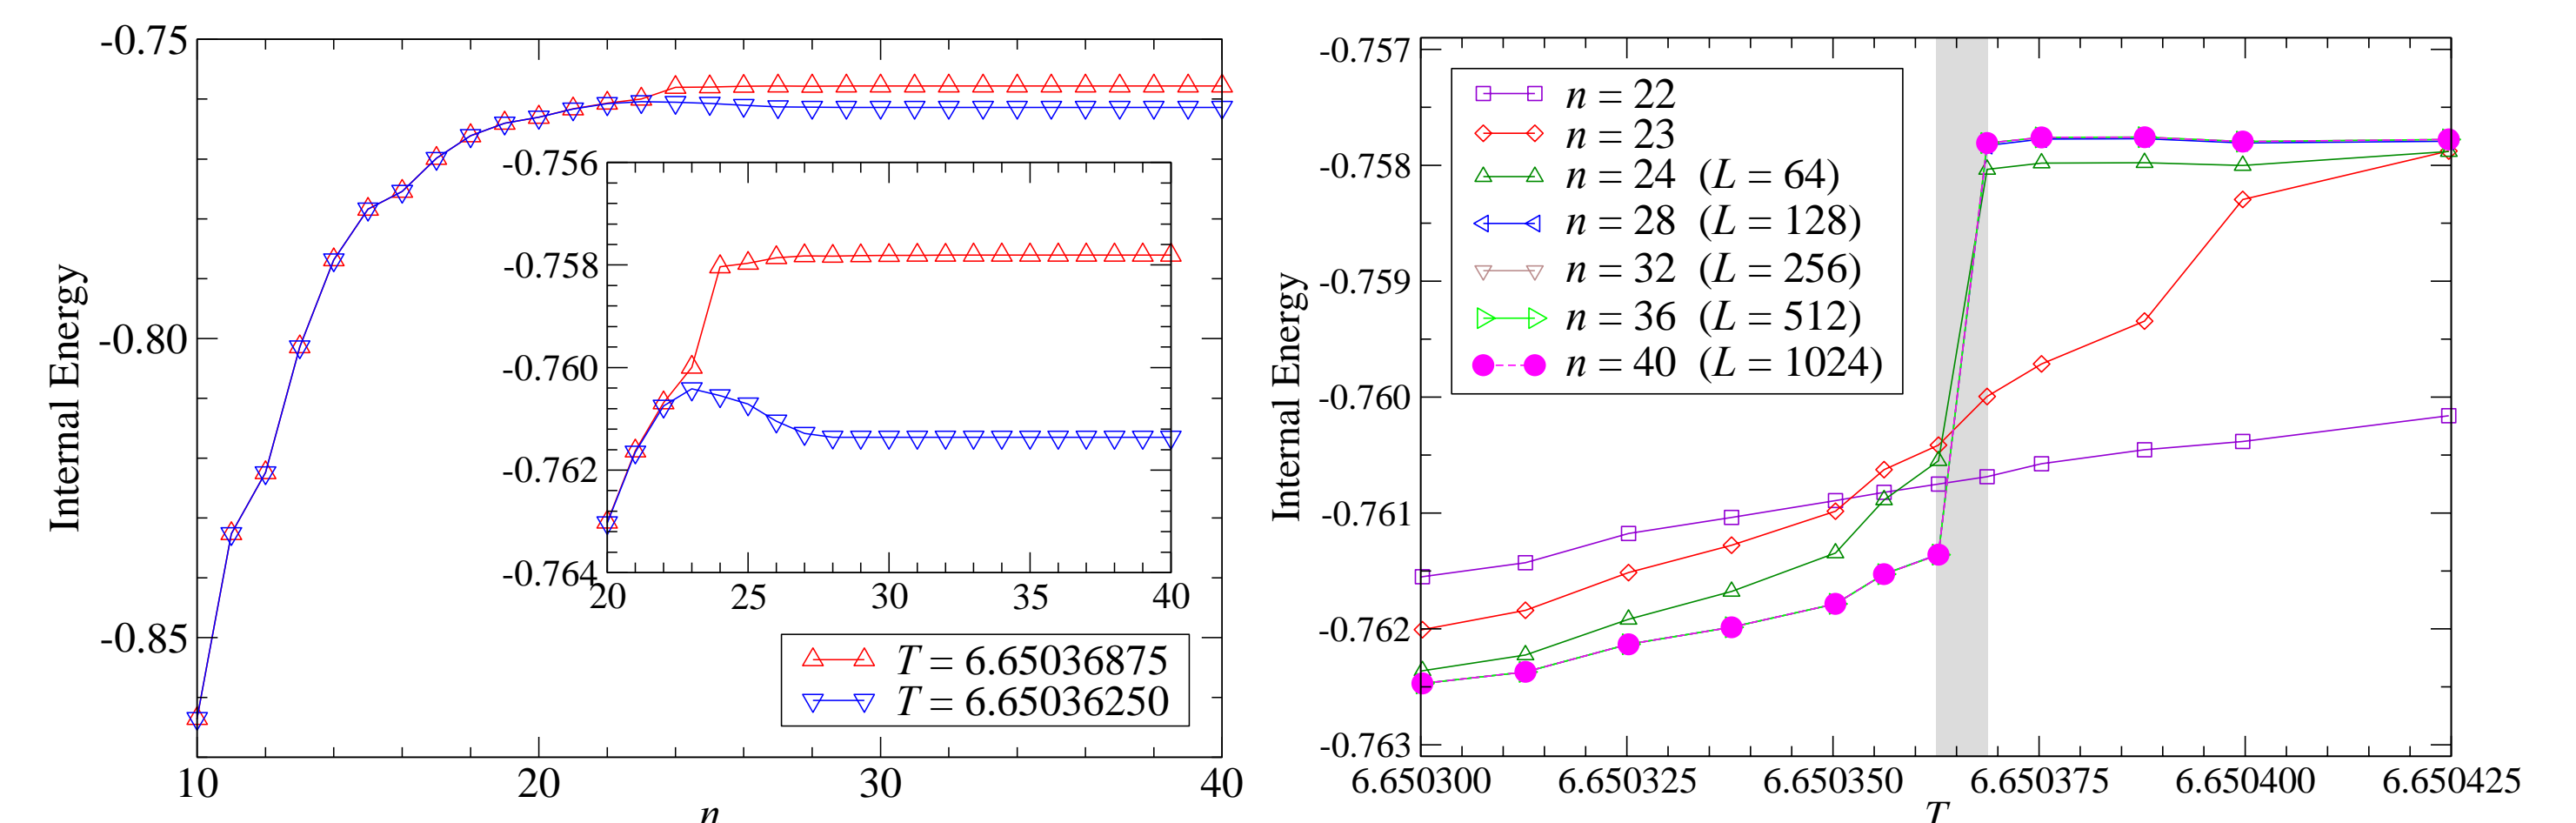 Internal Energy
-0.75
-0.80
-0.85
10
20
30
40
n
-0.756
-0.758
-0.760
-0.762
-0.764
20
25
30
35
40
T = 6.65036875
T = 6.65036250
Internal Energy
-0.757
-0.758
-0.759
-0.760
-0.761
-0.762
-0.763
6.650300
6.650325
6.650350
6.650375
6.650400
6.650425
T
n = 22
n = 23
n = 24 (L = 64)
n = 28 (L = 128)
n = 32 (L = 256)
n = 36 (L = 512)
n = 40 (L = 1024)